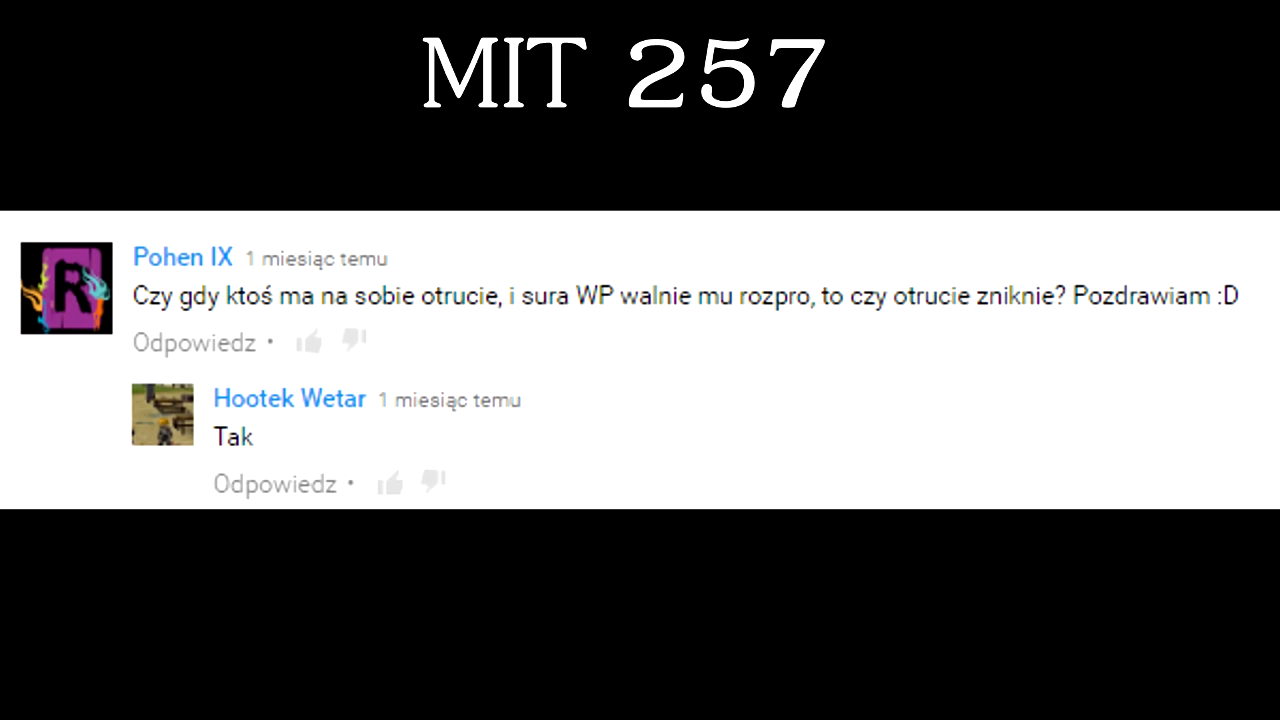 MIT 257
Pohen IX 1 miesiąc temu
Czy gdy ktoś ma na sobie otrucie, i sura WP walnie mu rozpro, to czy otrucie zniknie? Pozdrawiam :D
Odpowiedz •
R
Hootek Wetar 1 miesiąc temu
Tak
Odpowiedz •